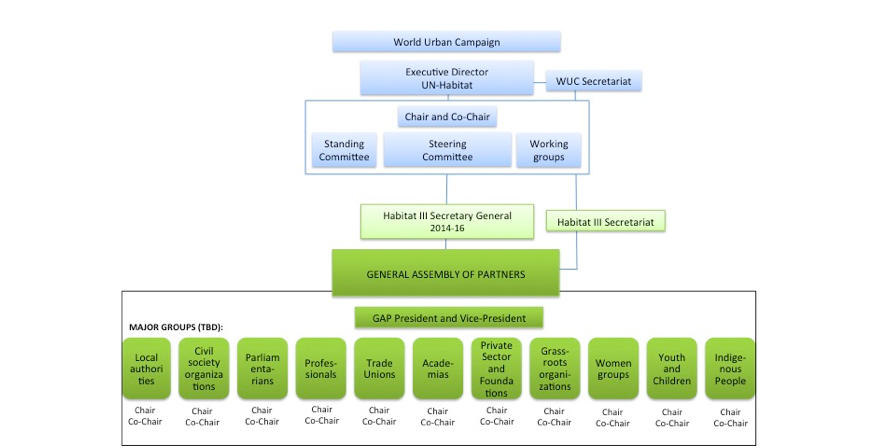 World Urban Campaign
Executive Director
UN-Habitat
WUC Secretariat
Chair and Co-Chair
Standing
Committee
Steering
Committee
Working
groups
Habitat III Secretary General
2014-16
Habitat III Secretariat
GENERAL ASSEMBLY OF PARTNERS
GAP President and Vice-President
MAJOR GROUPS (TBD):
Local
authori
ties
Civil
society
organiza
tions
Parliam
enta-
rians
Profes-
sionals
Trade
Unions
Acade-
mias
Private
Sector
and
Founda
tions
Grass-
roots
organi-
zations
Women
groups
Youth
and
Children
Indige-
nous
People
Chair
Co-Chair
Chair
Co-Chair
Chair
Co-Chair
Chair
Co-Chair
Chair
Co-Chair
Chair
Co-Chair
Chair
Co-Chair
Chair
Co-Chair
Chair
Co-Chair
Chair
Co-Chair
Chair
Co-Chair